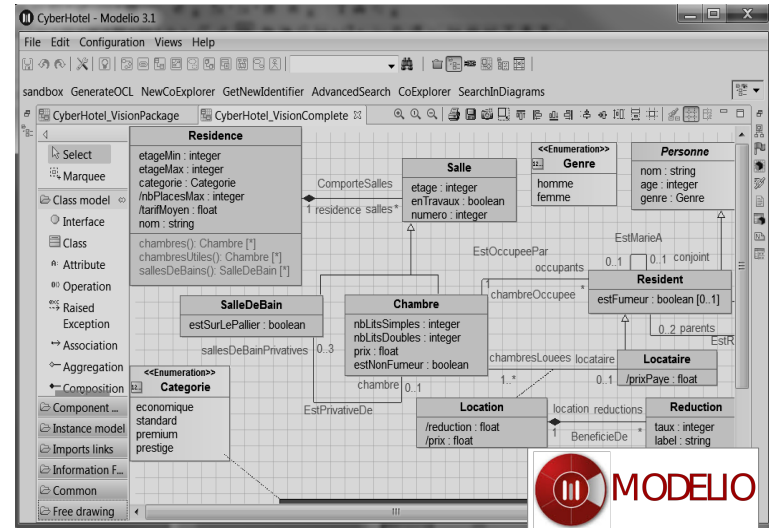 CyberHotel - Modelio 3.1
File Edit Configuration Views Help
sandbox GenerateOCL NewCoExplorer GetNewIdentifier AdvancedSearch CoExplorer SearchInDiagrams
CyberHotel_VisionPackage
CyberHotel_VisionComplete
Select
Marquee
Class model
Interface
Class
Attribute
Operation
Raised
Exception
Association
Aggregation
Composition
Component ...
Instance model
Imports links
Information F...
Common
Free drawing
Residence
etageMin : integer
etageMax : integer
categorie : Categorie
/nbPlacesMax : integer
/tarifMoyen : float
nom : string
chambres(): Chambre [*]
chambresUtiles(): Chambre [*]
sallesDeBains(): SalleDeBain [*]
ComporteSalles
1 residence salles *
Salle
etage : integer
enTravaux : boolean
numero : integer
<<Enumeration>>
Genre
homme
femme
Personne
nom : string
age : integer
genre : Genre
EstMarieA
0..1 0..1 conjoint
EstOccupeePar
occupants
1
chambreOccupee *
Resident
estFumeur : boolean [0..1]
0..2 parents
EstR
SalleDeBain
estSurLePallier : boolean
Chambre
nbLitsSimples : integer
nbLitsDoubles : integer
prix : float
estNonFumeur : boolean
sallesDeBainPrivatives 0..3
chambre 0..1
EstPrivativeDe
chambresLouees locataire
1..* 0..1
Locataire
/prixPaye : float
<<Enumeration>>
Categorie
economique
standard
premium
prestige
Location
/reduction : float
/prix : float
location reductions
1 BeneficieDe *
Reduction
taux : integer
label : string
MODELIO